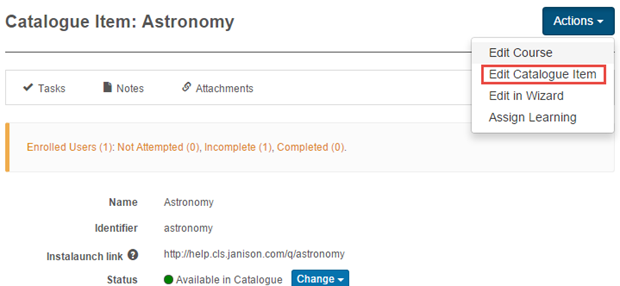 Catalogue Item: Astronomy
Actions
Edit Course
Edit Catalogue Item
Edit in Wizard
Assign Learning
Tasks Notes Attachments
Enrolled Users (1): Not Attempted (0), Incomplete (1), Completed (0).
Name Astronomy
Identifier astronomy
Instalaunch link ? http://help.cls.janison.com/q/astronomy
Status Available in Catalogue Change